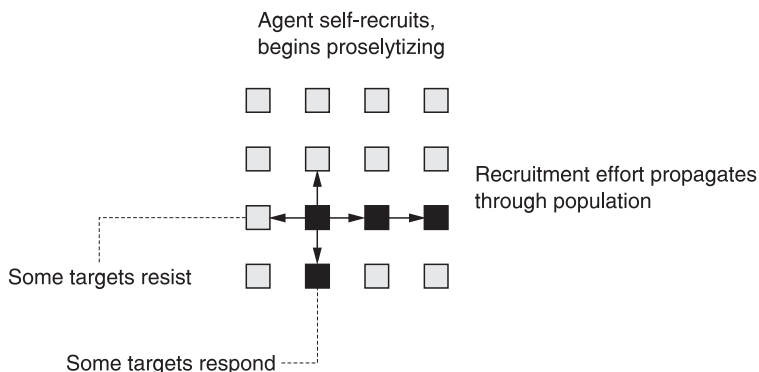 Agent self-recruits,
begins proselytizing
Recruitment effort propagates
through population
Some targets resist
Some targets respond